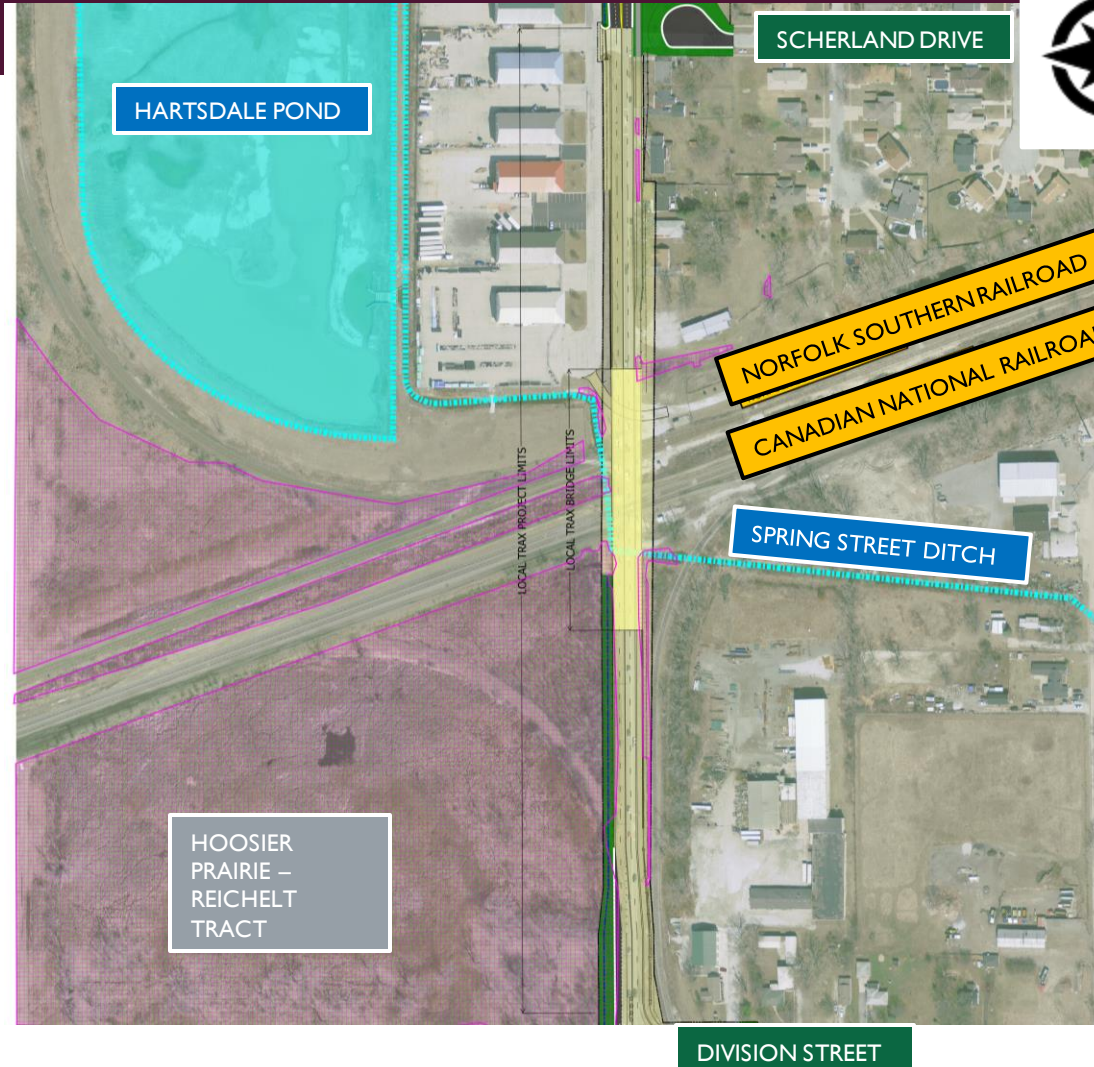 SCHERLAND DRIVE
HARTSDALE POND
NORFOLK SOUTHERN RAILROAD
CANADIAN NATIONAL RAILROA
LOCAL TRAX PROJECT LIMITS
LOCAL TRAX BRIDGE LIMITS
SPRING STREET DITCH
HOOSIER
PRAIRIE –
REICHELT
TRACT
DIVISION STREET